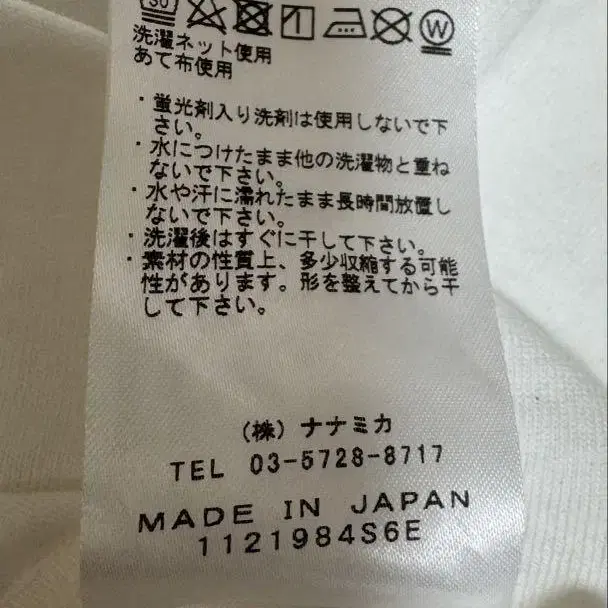 洗濯ネット使用
あて布使用
・蛍光剤入り洗剤は使用しないで下
さい。
・水につけたまま他の洗濯物と重ね
ないで下さい。
・水や汗に濡れたまま長時間放置し
ないで下さい。
・洗濯後はすぐに干して下さい。
・素材の性質上、多少収縮する可能
性があります。形を整えてから干
して下さい。
(株)ナナミカ
TEL 03-5728-8717
MADE IN JAPAN
1121984S6E